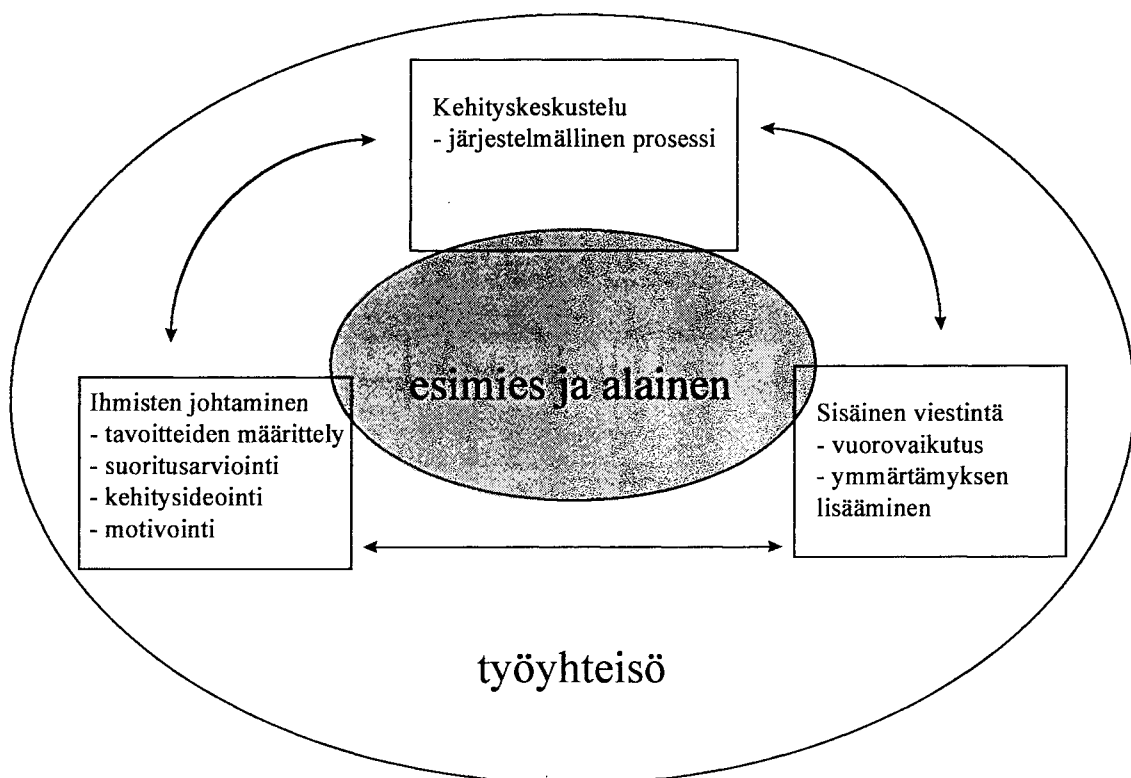 Kehityskeskustelu
- järjestelmällinen prosessi
esimies ja alainen
Ihmisten johtaminen
- tavoitteiden määrittely
- suoritusarviointi
- kehitysideointi
- motivointi
Sisäinen viestintä
- vuorovaikutus
- ymmärtämyksen
lisääminen
työyhteisö